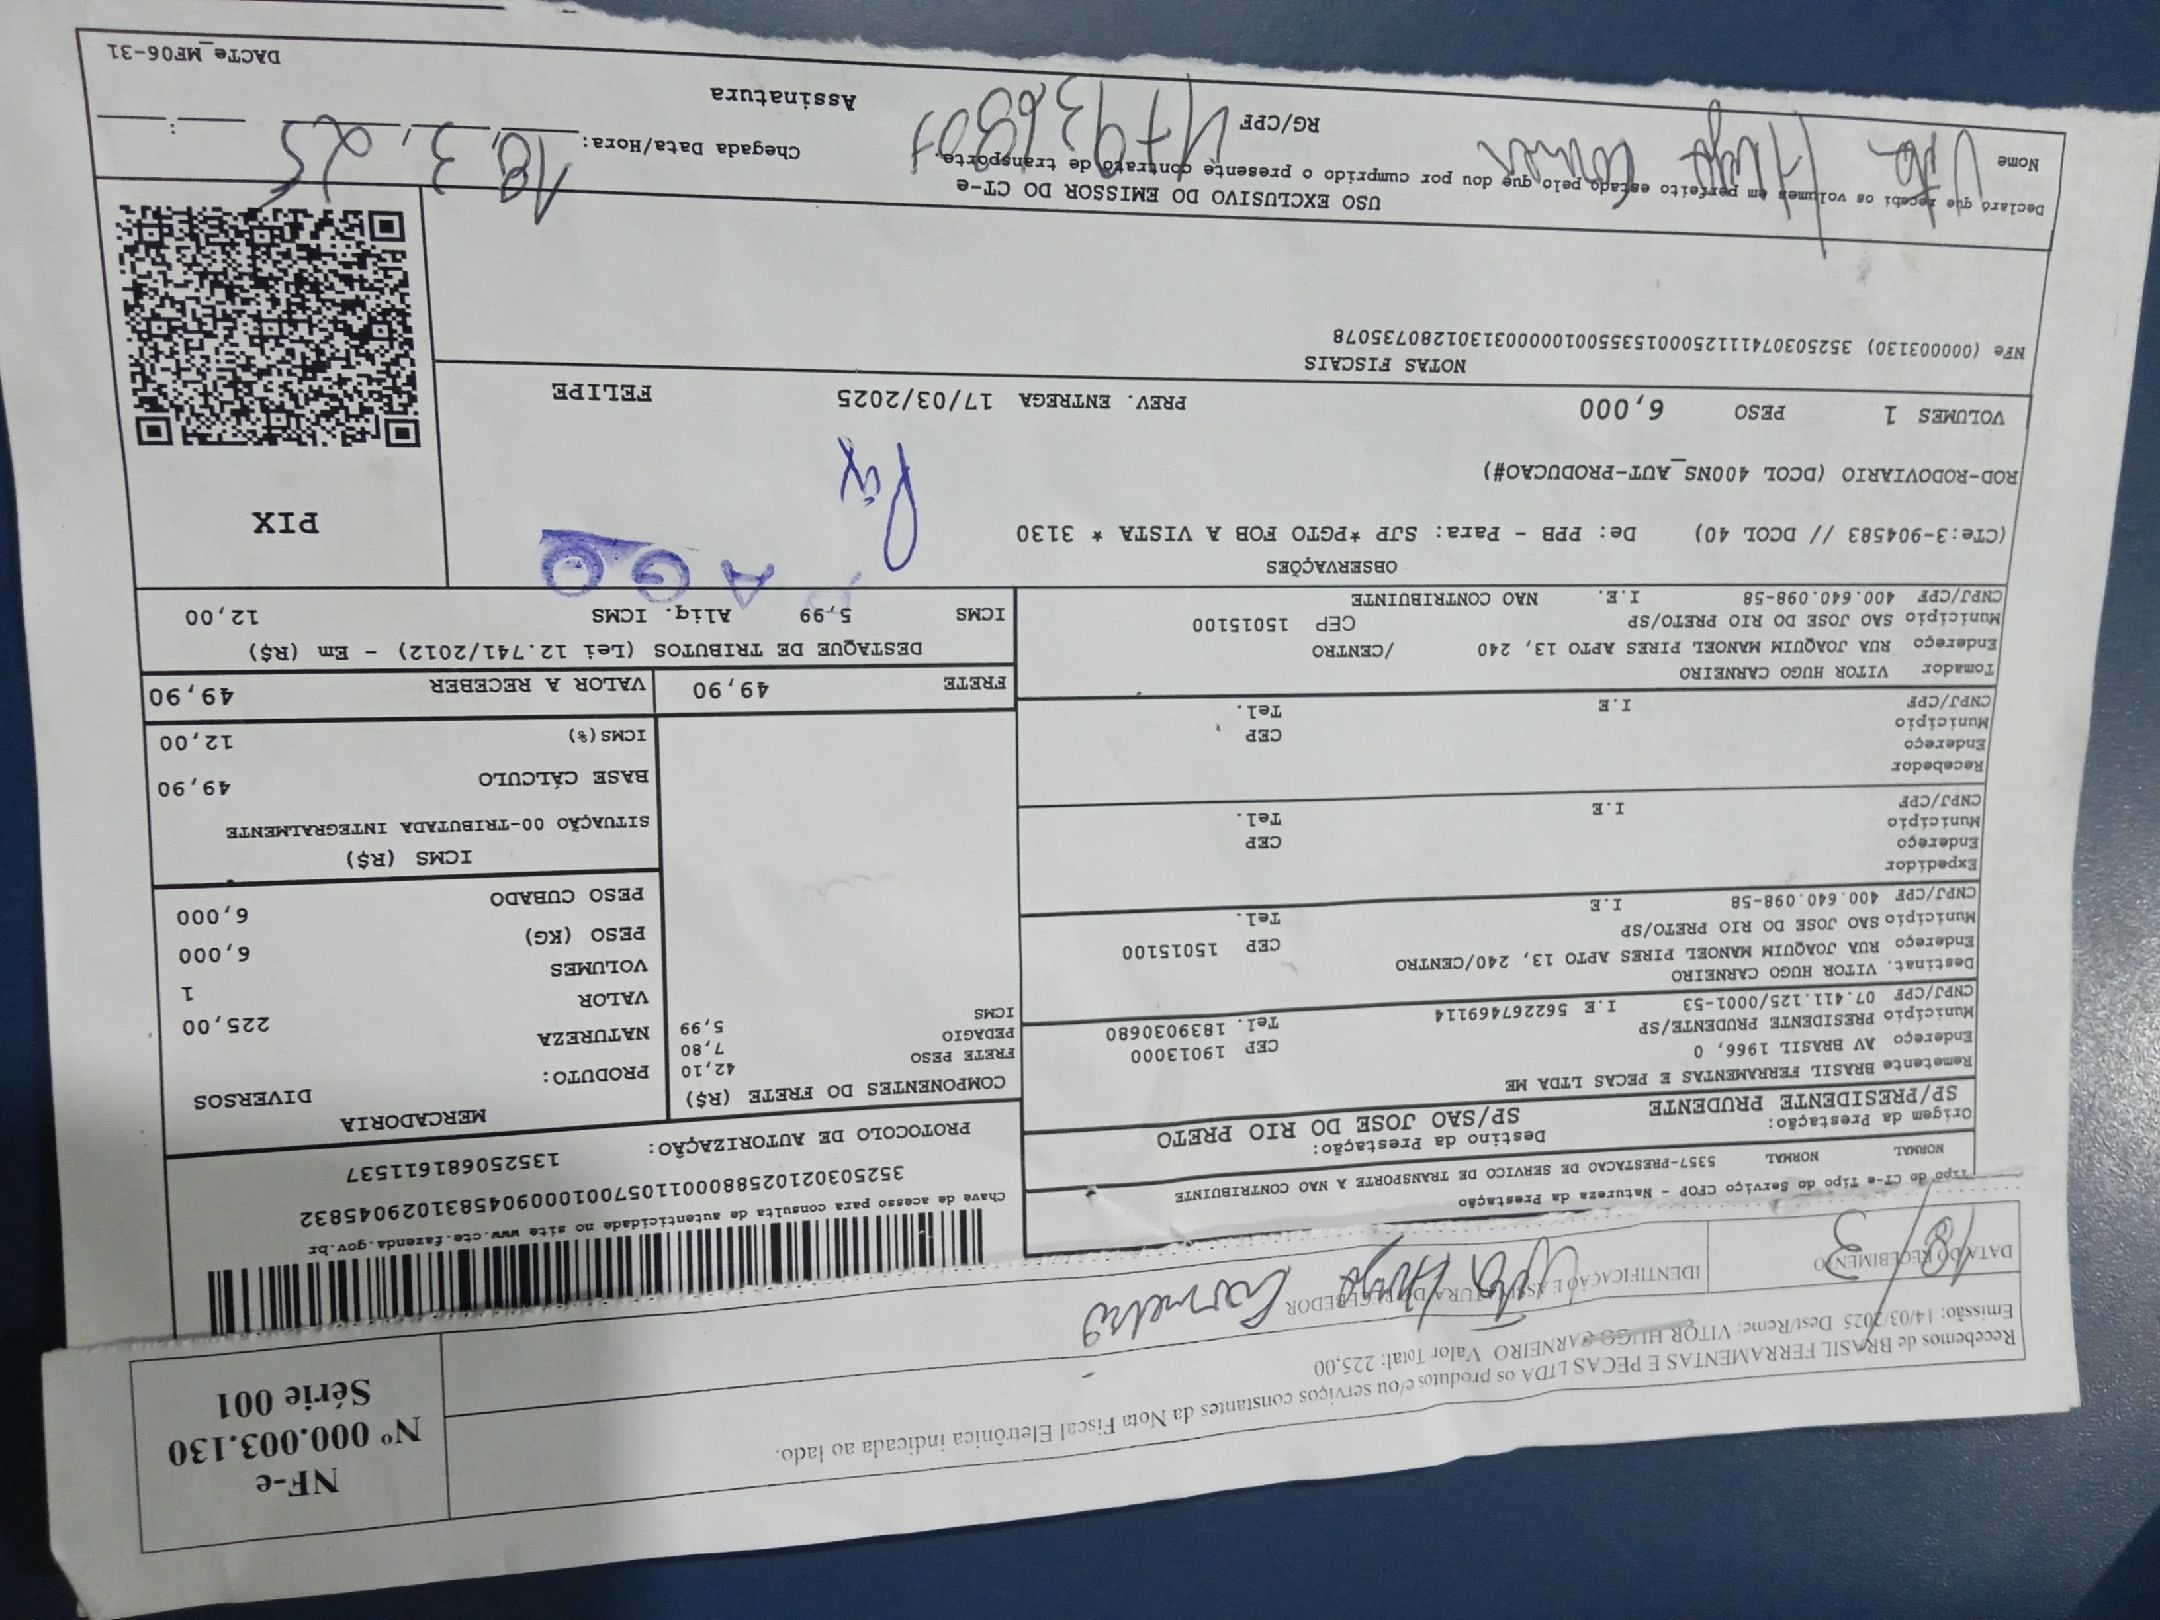 NF-e
Nº 000.003.130
Série 001
Recebemos de BRASIL FERRAMENTAS E PECAS LTDA os produtos e/ou serviços constantes da Nota Fiscal Eletrônica indicada ao lado.
Emissão: 14/03/2025 Dest/Reme: VITOR HUGO CARNEIRO Valor Total: 225,00
DATA DO RECEBIMENTO
18/3
IDENTIFICAÇÃO E ASSINATURA DO RECEBEDOR
Vitor Hugo Carneiro
Tipo do CT-e Tipo do Serviço CFOP - Natureza da Prestação
NORMAL NORMAL 5357-PRESTACAO DE SERVICO DE TRANSPORTE A NAO CONTRIBUINTE
Origem da Prestação: Destino da Prestação:
SP/PRESIDENTE PRUDENTE SP/SAO JOSE DO RIO PRETO
Remetente BRASIL FERRAMENTAS E PECAS LTDA ME
Endereço AV BRASIL 1966, 0 CEP 19013000
Município PRESIDENTE PRUDENTE/SP Tel. 1839030680
CNPJ/CPF 07.411.125/0001-53 I.E 562267469114
Destinat. VITOR HUGO CARNEIRO
Endereço RUA JOAQUIM MANOEL PIRES APTO 13, 240/CENTRO
Município SAO JOSE DO RIO PRETO/SP CEP 15015100
CNPJ/CPF 400.640.098-58 I.E Tel.
Expedidor
Endereço CEP
Município Tel.
CNPJ/CPF I.E
Recebedor
Endereço CEP
Município Tel.
CNPJ/CPF I.E
Tomador VITOR HUGO CARNEIRO
Endereço RUA JOAQUIM MANOEL PIRES APTO 13, 240 /CENTRO
Município SAO JOSE DO RIO PRETO/SP CEP 15015100
CNPJ/CPF 400.640.098-58 I.E. NAO CONTRIBUINTE
Chave de acesso para consulta de autenticidade no site www.cte.fazenda.gov.br
35250302102588000110570010009045831029045832
PROTOCOLO DE AUTORIZAÇÃO: 135250681611537
COMPONENTES DO FRETE (R$)
FRETE PESO 42,10
PEDAGIO 7,80
ICMS 5,99
MERCADORIA
PRODUTO: DIVERSOS
NATUREZA
VALOR 225,00
VOLUMES 1
PESO (KG) 6,000
PESO CUBADO 6,000
ICMS (R$)
SITUAÇÃO 00-TRIBUTADA INTEGRALMENTE
BASE CÁLCULO 49,90
ICMS(%) 12,00
FRETE 49,90 VALOR A RECEBER 49,90
DESTAQUE DE TRIBUTOS (Lei 12.741/2012) - Em (R$)
ICMS 5,99 Aliq. ICMS 12,00
OBSERVAÇÕES
(CTe:3-904583 // DCOL 40) De: PPB - Para: SJP *PGTO FOB A VISTA * 3130
ROD-RODOVIARIO (DCOL 400NS_AUT-PRODUCAO#)
PAGO
Pix
PIX
VOLUMES 1 PESO 6,000 PREV. ENTREGA 17/03/2025 FELIPE
NOTAS FISCAIS
NFe (000003130) 35250307411125000153550010000031301280735078
USO EXCLUSIVO DO EMISSOR DO CT-e
Declaro que recebi os volumes em perfeito estado pelo que dou por cumprido o presente contrato de transporte.
Nome Vitor Hugo
RG/CPF
Chegada Data/Hora: 18, 3, 25 :
Assinatura
DACTe_MF06-31